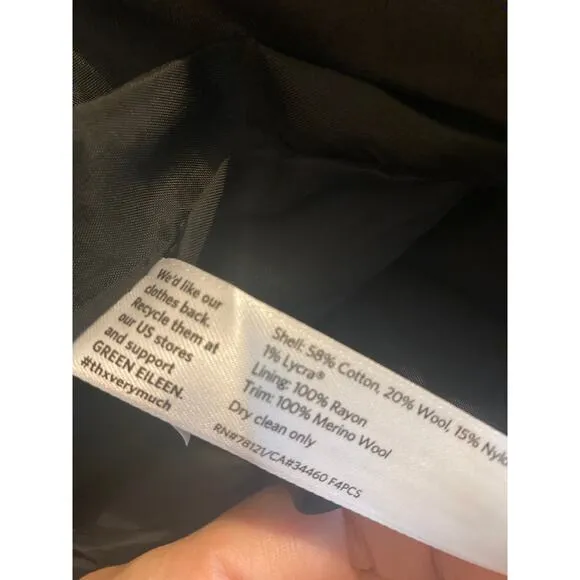 We'd like our
clothes back.
Recycle them at
our US stores
and support
GREEN EILEEN.
#thxverymuch
Shell: 58% Cotton, 20% Wool, 15% Nylo
1% Lycra®
Lining: 100% Rayon
Trim: 100% Merino Wool
Dry clean only
RN#78121/CA#34460 F4PCS